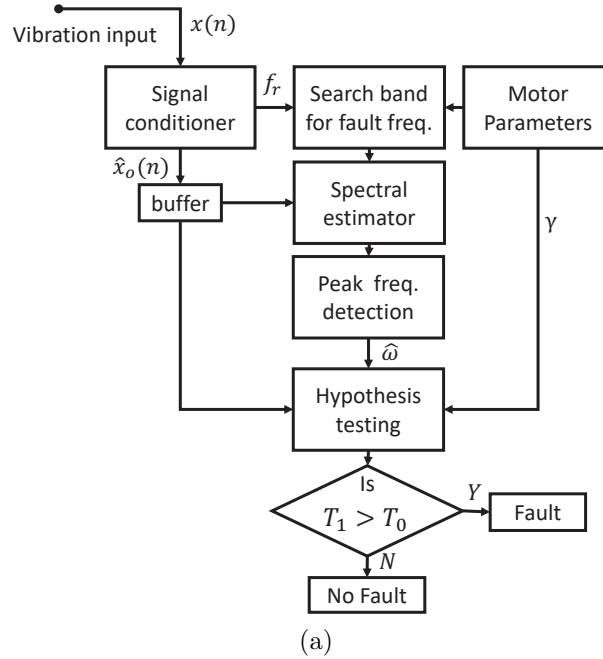 Vibration input
x(n)
Signal
conditioner
f_r
Search band
for fault freq.
Motor
Parameters
x̂_o(n)
buffer
Spectral
estimator
γ
Peak freq.
detection
ω̂
Hypothesis
testing
Is
T_1 > T_0
Y
Fault
N
No Fault
(a)